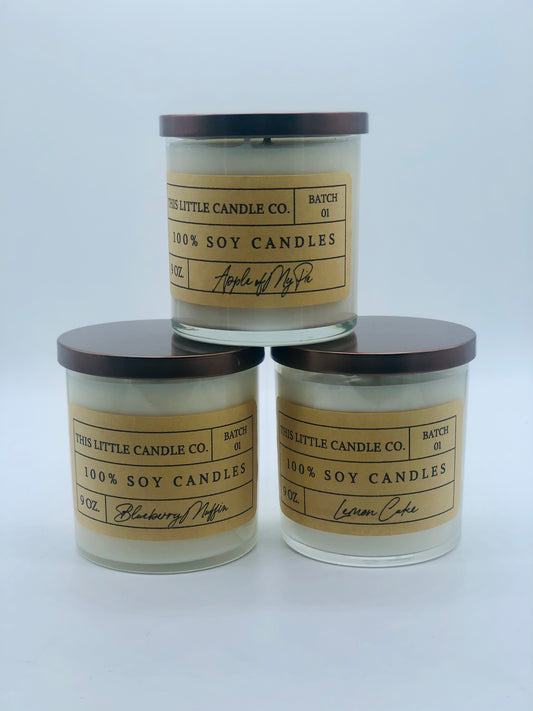 THIS LITTLE CANDLE CO.
BATCH
01
100% SOY CANDLES
9 OZ.
Apple of My Pie
THIS LITTLE CANDLE CO.
BATCH
01
100% SOY CANDLES
9 OZ.
Blueberry Muffin
THIS LITTLE CANDLE CO.
BATCH
01
100% SOY CANDLES
9 OZ.
Lemon Cake